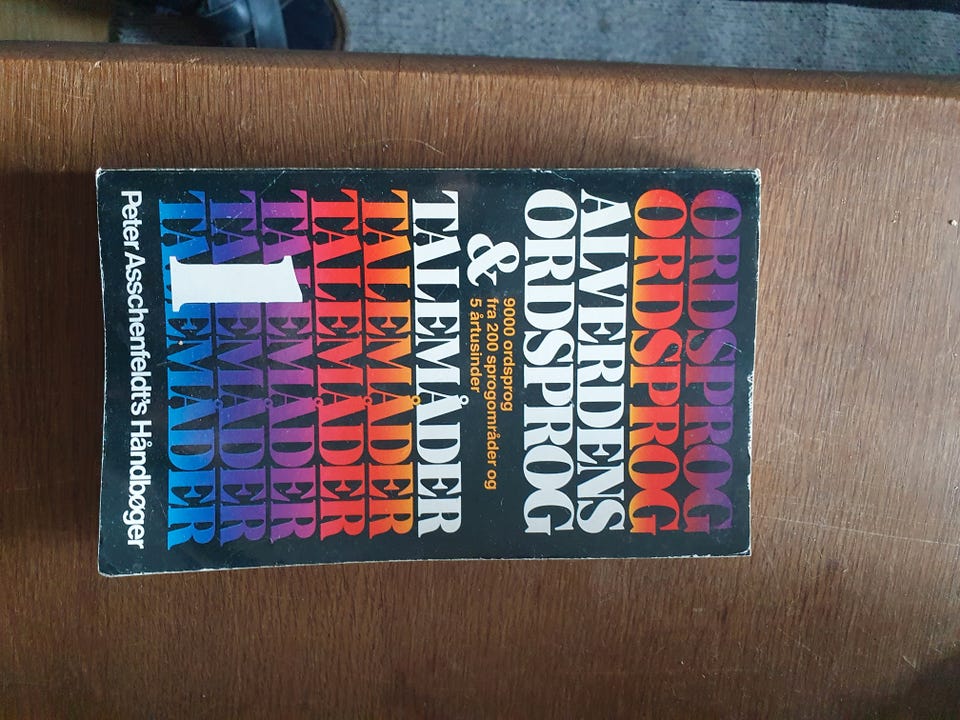 ORDSPROG
ORDSPROG
ALVERDENS
ORDSPROG
9000 ordsprog
fra 200 sprogområder og
5 årtusinder
&
TALEMÅDER
TALEMÅDER
TALEMÅDER
TALEMÅDER
TALEMÅDER
TALEMÅDER
1
Peter Asschenfeldt's Håndbøger